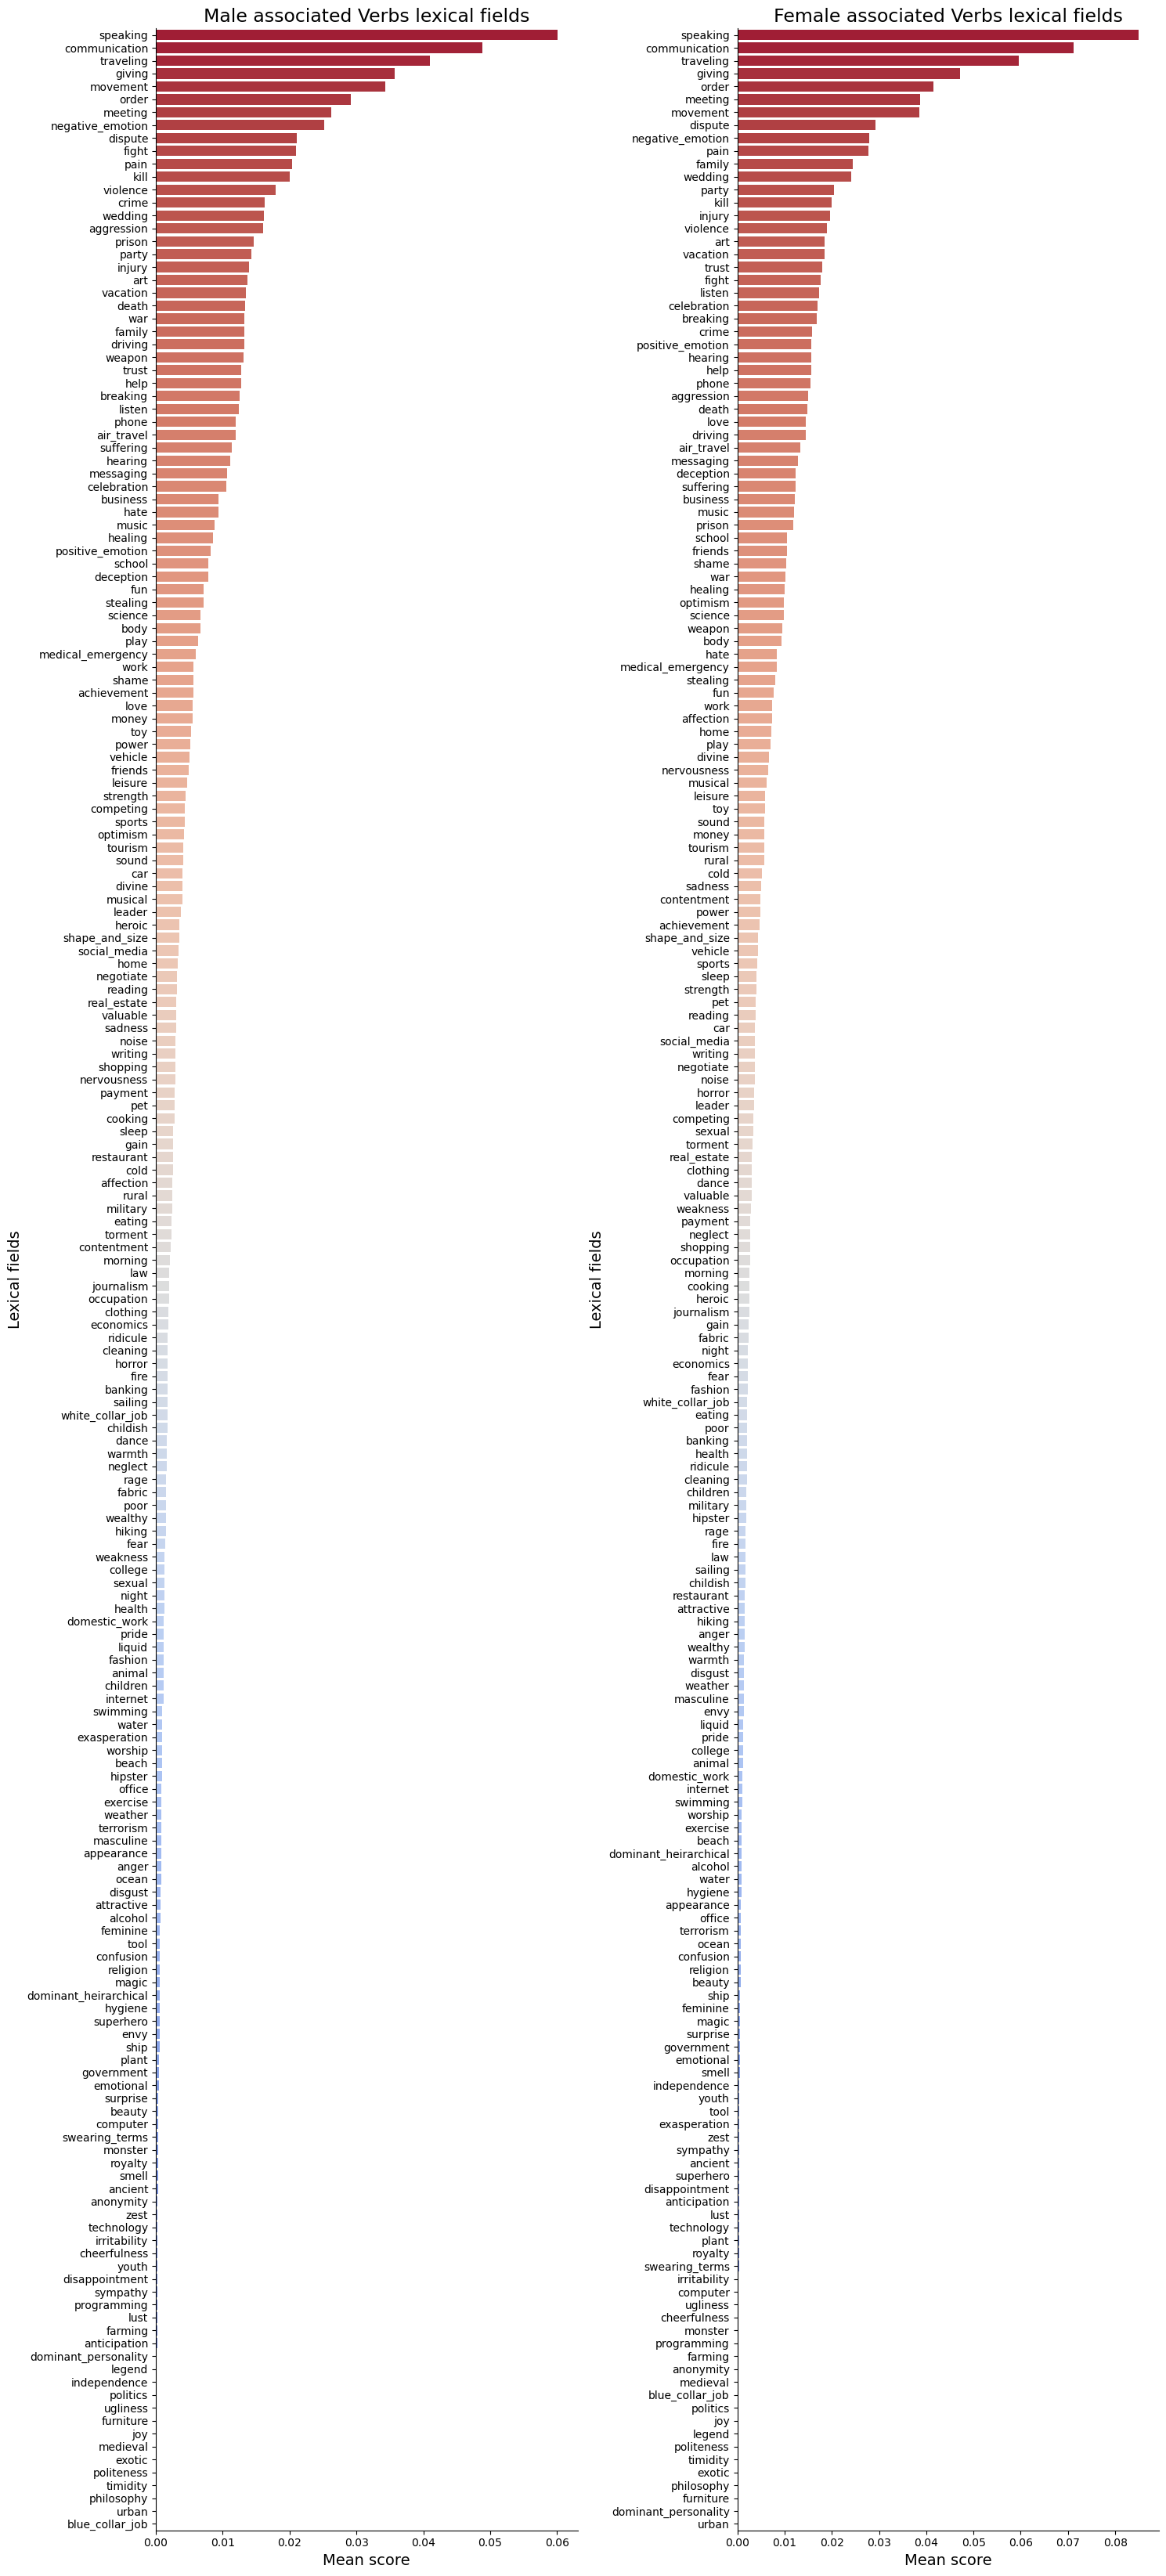 Male associated Verbs lexical fields
speaking
communication
traveling
giving
movement
order
meeting
negative_emotion
dispute
fight
pain
kill
violence
crime
wedding
aggression
prison
party
injury
art
vacation
death
war
family
driving
weapon
trust
help
breaking
listen
phone
air_travel
suffering
hearing
messaging
celebration
business
hate
music
healing
positive_emotion
school
deception
fun
stealing
science
body
play
medical_emergency
work
shame
achievement
love
money
toy
power
vehicle
friends
leisure
strength
competing
sports
optimism
tourism
sound
car
divine
musical
leader
heroic
shape_and_size
social_media
home
negotiate
reading
real_estate
valuable
sadness
noise
writing
shopping
nervousness
payment
pet
cooking
sleep
gain
restaurant
cold
affection
rural
military
eating
torment
contentment
morning
law
journalism
occupation
clothing
economics
ridicule
cleaning
horror
fire
banking
sailing
white_collar_job
childish
dance
warmth
neglect
rage
fabric
poor
wealthy
hiking
fear
weakness
college
sexual
night
health
domestic_work
pride
liquid
fashion
animal
children
internet
swimming
water
exasperation
worship
beach
hipster
office
exercise
weather
terrorism
masculine
appearance
anger
ocean
disgust
attractive
alcohol
feminine
tool
confusion
religion
magic
dominant_heirarchical
hygiene
superhero
envy
ship
plant
government
emotional
surprise
beauty
computer
swearing_terms
monster
royalty
smell
ancient
anonymity
zest
technology
irritability
cheerfulness
youth
disappointment
sympathy
programming
lust
farming
anticipation
dominant_personality
legend
independence
politics
ugliness
furniture
joy
medieval
exotic
politeness
timidity
philosophy
urban
blue_collar_job
Lexical fields
0.00 0.01 0.02 0.03 0.04 0.05 0.06
Mean score
Female associated Verbs lexical fields
speaking
communication
traveling
giving
order
meeting
movement
dispute
negative_emotion
pain
family
wedding
party
kill
injury
violence
art
vacation
trust
fight
listen
celebration
breaking
crime
positive_emotion
hearing
help
phone
aggression
death
love
driving
air_travel
messaging
deception
suffering
business
music
prison
school
friends
shame
war
healing
optimism
science
weapon
body
hate
medical_emergency
stealing
fun
work
affection
home
play
divine
nervousness
musical
leisure
toy
sound
money
tourism
rural
cold
sadness
contentment
power
achievement
shape_and_size
vehicle
sports
sleep
strength
pet
reading
car
social_media
writing
negotiate
noise
horror
leader
competing
sexual
torment
real_estate
clothing
dance
valuable
weakness
payment
neglect
shopping
occupation
morning
cooking
heroic
journalism
gain
fabric
night
economics
fear
fashion
white_collar_job
eating
poor
banking
health
ridicule
cleaning
children
military
hipster
rage
fire
law
sailing
childish
restaurant
attractive
hiking
anger
wealthy
warmth
disgust
weather
masculine
envy
liquid
pride
college
animal
domestic_work
internet
swimming
worship
exercise
beach
dominant_heirarchical
alcohol
water
hygiene
appearance
office
terrorism
ocean
confusion
religion
beauty
ship
feminine
magic
surprise
government
emotional
smell
independence
youth
tool
exasperation
zest
sympathy
ancient
superhero
disappointment
anticipation
lust
technology
plant
royalty
swearing_terms
irritability
computer
ugliness
cheerfulness
monster
programming
farming
anonymity
medieval
blue_collar_job
politics
joy
legend
politeness
timidity
exotic
philosophy
furniture
dominant_personality
urban
Lexical fields
0.00 0.01 0.02 0.03 0.04 0.05 0.06 0.07 0.08
Mean score